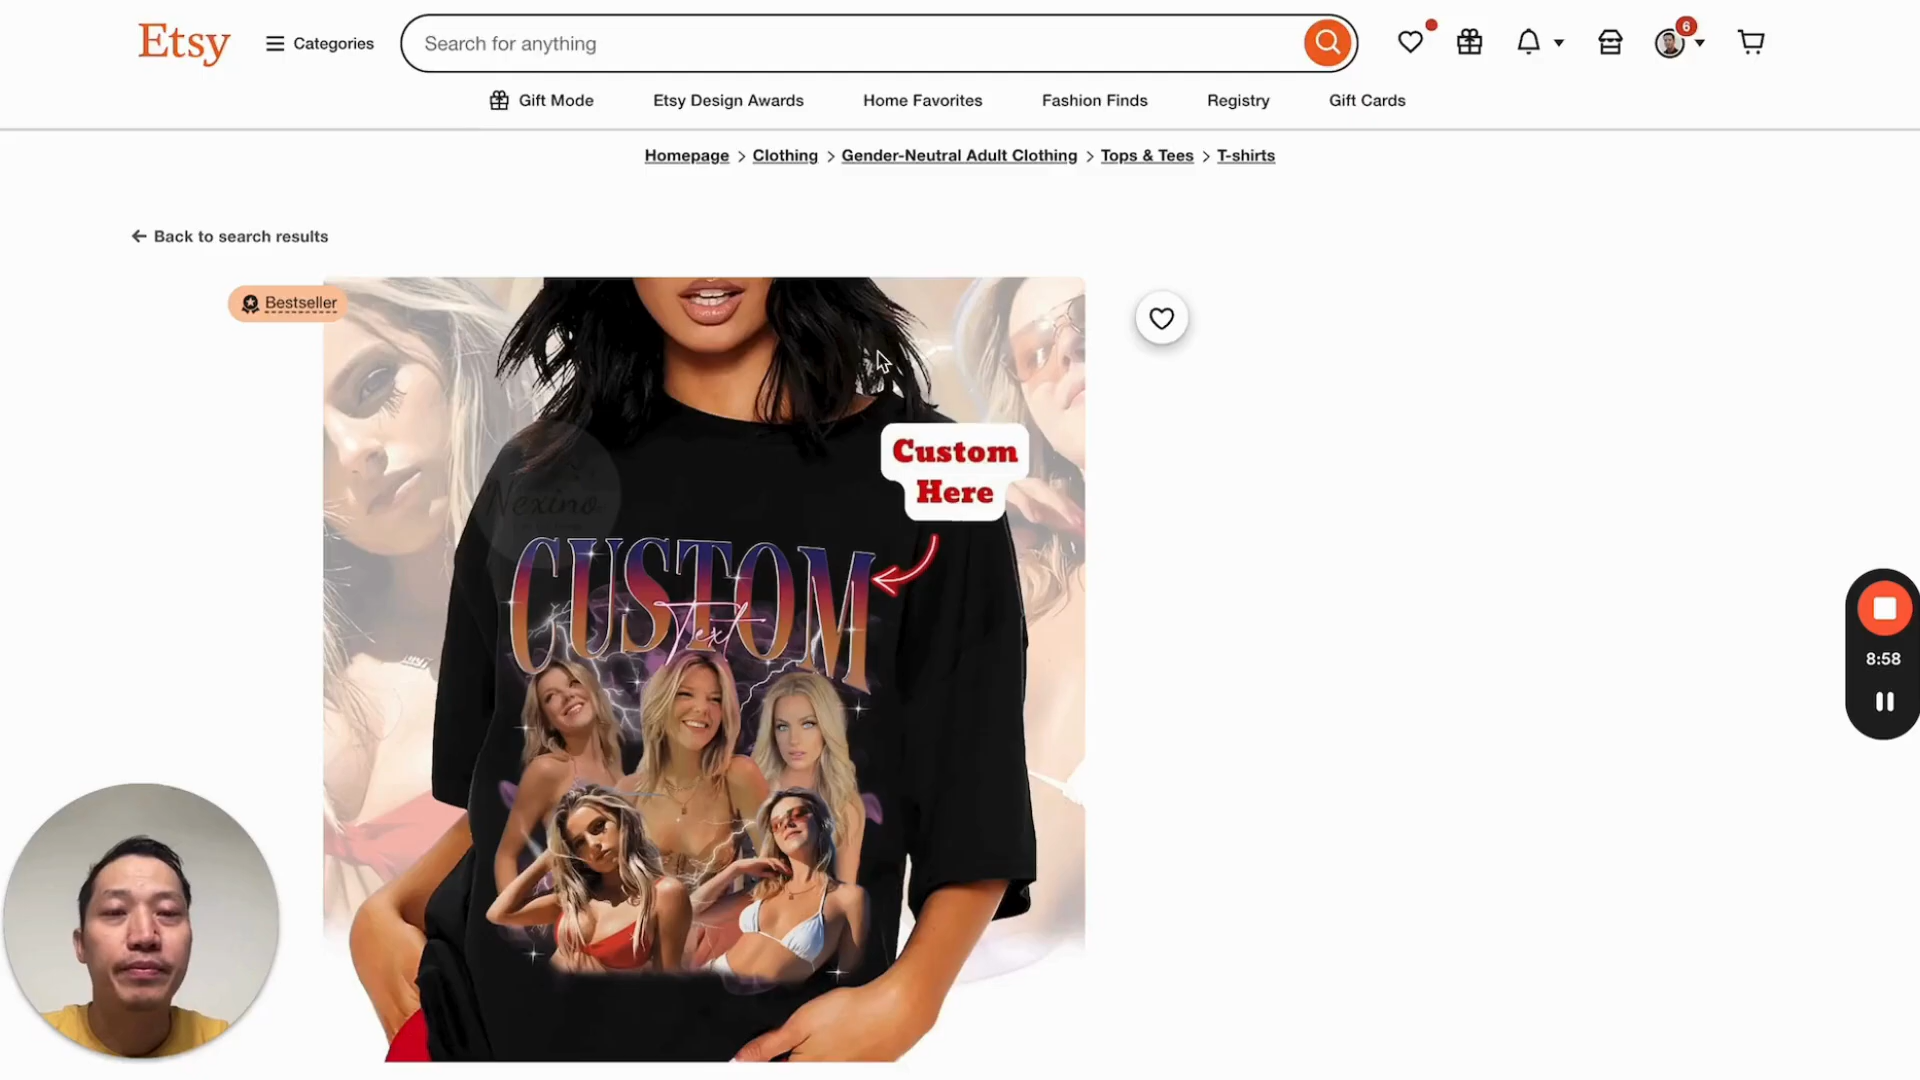 Etsy
Categories
Search for anything
6
Gift Mode
Etsy Design Awards
Home Favorites
Fashion Finds
Registry
Gift Cards
Homepage > Clothing > Gender-Neutral Adult Clothing > Tops & Tees > T-shirts
Back to search results
Bestseller
Custom
Here
Nexino
CUSTOM
Text
8:58